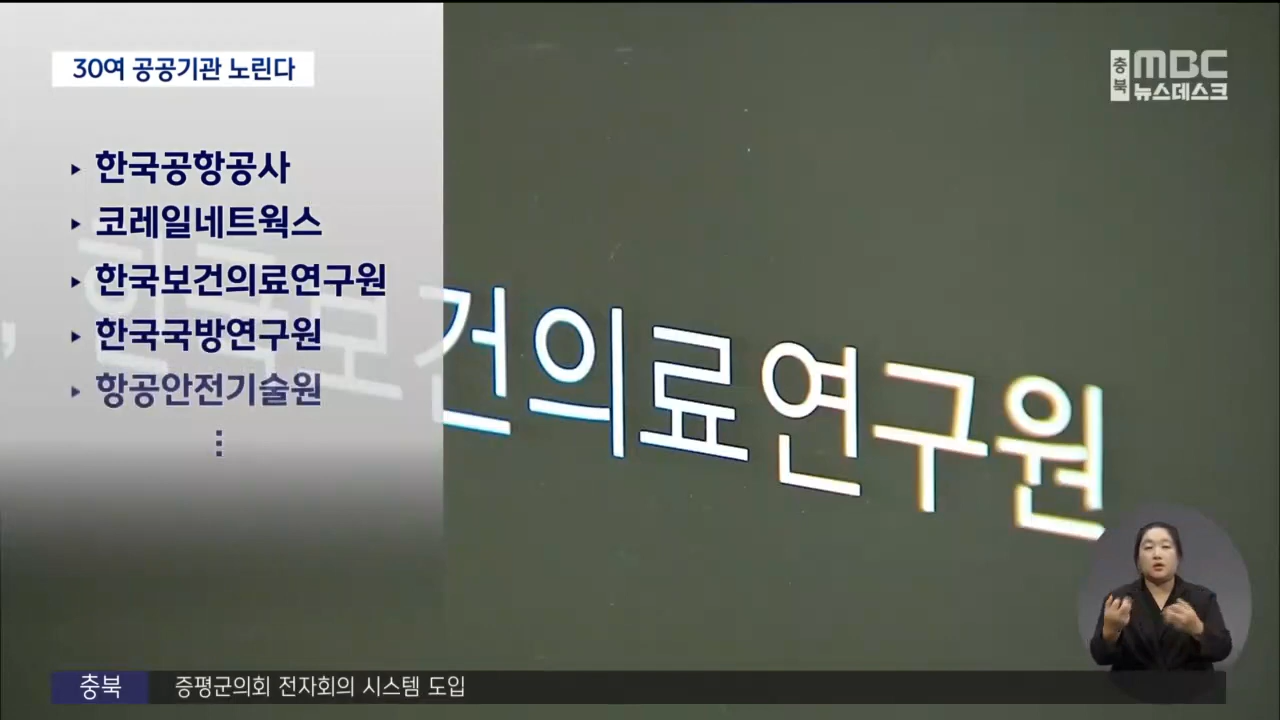 30여 공공기관 노린다
충북 MBC 뉴스데스크
▸ 한국공항공사
▸ 코레일네트웍스
▸ 한국보건의료연구원
▸ 한국국방연구원
▸ 항공안전기술원
⋮
, 한국보건의료연구원
충북 증평군의회 전자회의 시스템 도입